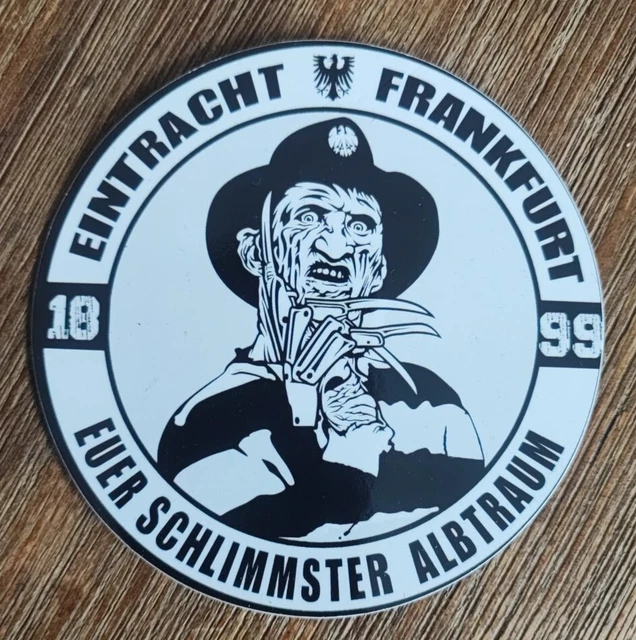 EINTRACHT FRANKFURT
18 99
EUER SCHLIMMSTER ALBTRAUM